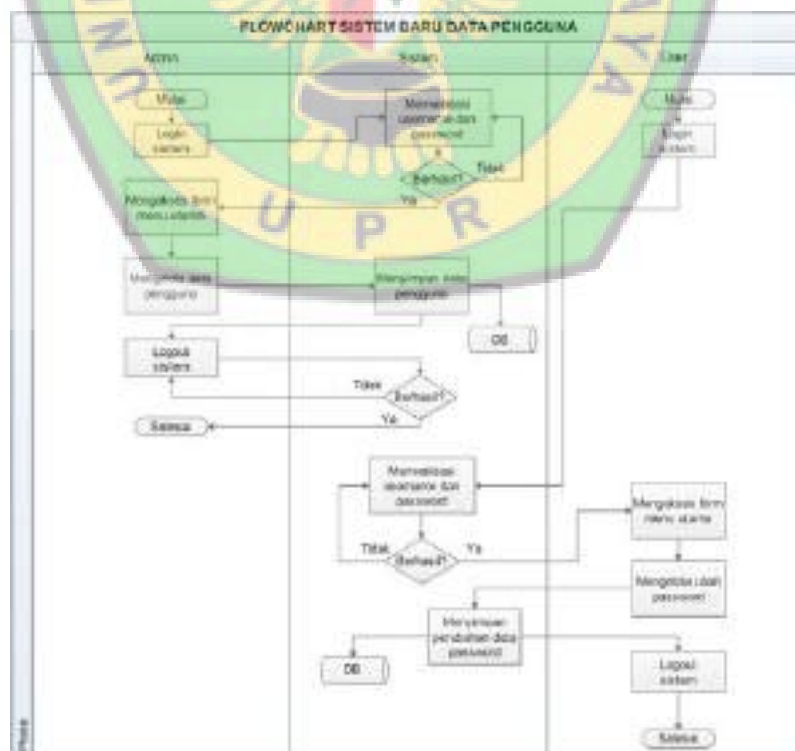 FLOWCHART SISTEM BARU DATA PENGGUNA
Admin
Sistem
User
Mulai
Login
sistem
Memvalidasi
username dan
password
Berhasil?
Tidak
Ya
Mulai
Login
sistem
Mengakses form
menu utama
Mengelola data
pengguna
Menyimpan data
pengguna
DB
Logout
sistem
Berhasil?
Tidak
Ya
Selesai
Memvalidasi
username dan
password
Berhasil?
Tidak
Ya
Mengakses form
menu utama
Mengelola ubah
password
Menyimpan
perubahan data
password
DB
Logout
sistem
Selesai
Phase
UPR